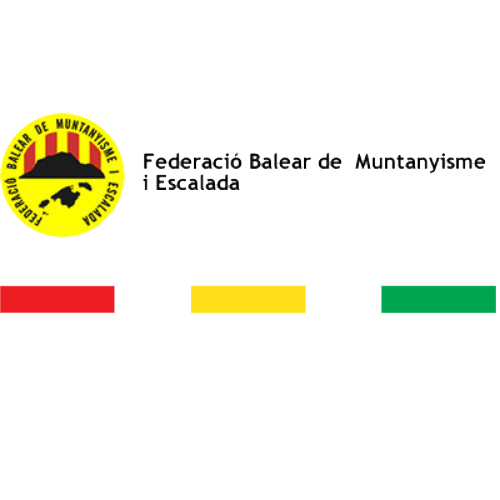 FEDERACIÓ BALEAR DE MUNTANYISME I ESCALADA
Federació Balear de  Muntanyisme
i Escalada